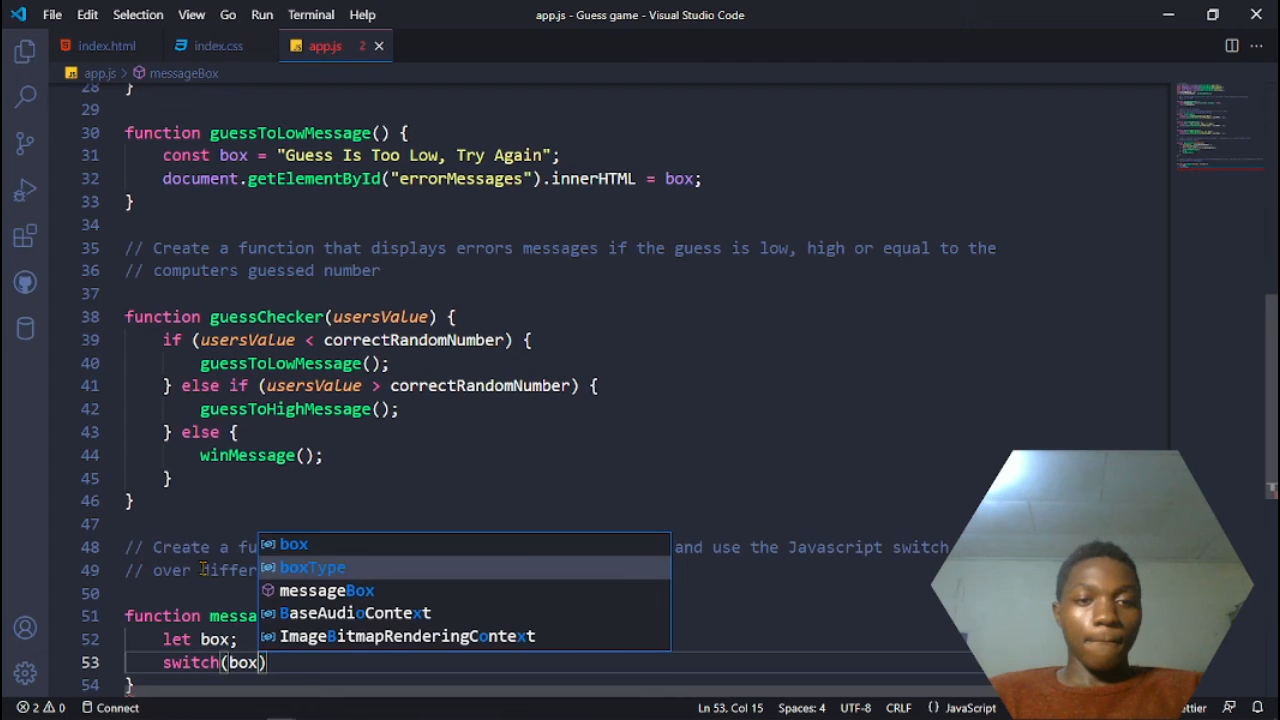 File Edit Selection View Go Run Terminal Help app.js - Guess game - Visual Studio Code
index.html index.css app.js 2
app.js messageBox
28 }
29
30 function guessToLowMessage() {
31 const box = "Guess Is Too Low, Try Again";
32 document.getElementById("errorMessages").innerHTML = box;
33 }
34
35 // Create a function that displays errors messages if the guess is low, high or equal to the
36 // computers guessed number
37
38 function guessChecker(usersValue) {
39 if (usersValue < correctRandomNumber) {
40 guessToLowMessage();
41 } else if (usersValue > correctRandomNumber) {
42 guessToHighMessage();
43 } else {
44 winMessage();
45 }
46 }
47
48 // Create a fu and use the Javascript switch
49 // over differ
50
51 function messa
52 let box;
53 switch(box)
54 }
box
boxType
messageBox
BaseAudioContext
ImageBitmapRenderingContext
2 0 Connect Ln 53, Col 15 Spaces: 4 UTF-8 CRLF {} JavaScript ettier